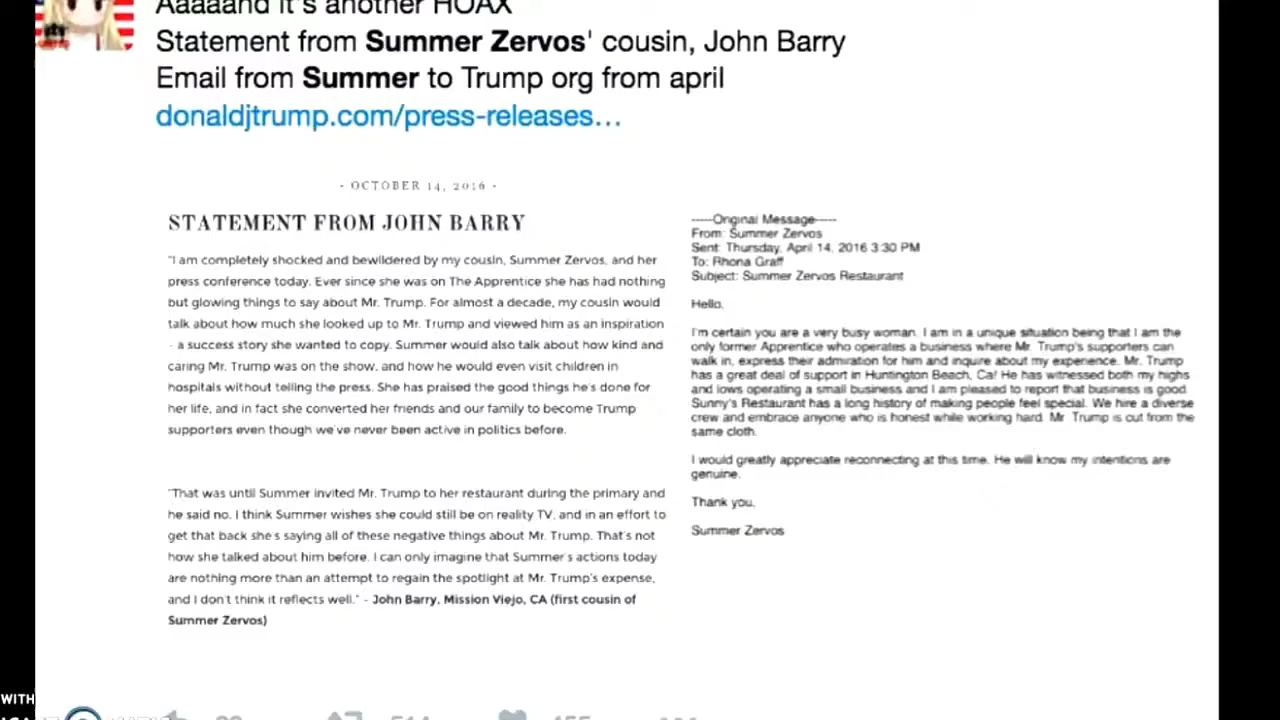 Aaaaand it's another HOAX
Statement from Summer Zervos' cousin, John Barry
Email from Summer to Trump org from april
donaldjtrump.com/press-releases...
- OCTOBER 14, 2016 -
STATEMENT FROM JOHN BARRY
"I am completely shocked and bewildered by my cousin, Summer Zervos, and her
press conference today. Ever since she was on The Apprentice she has had nothing
but glowing things to say about Mr. Trump. For almost a decade, my cousin would
talk about how much she looked up to Mr. Trump and viewed him as an inspiration
- a success story she wanted to copy. Summer would also talk about how kind and
caring Mr. Trump was on the show, and how he would even visit children in
hospitals without telling the press. She has praised the good things he's done for
her life, and in fact she converted her friends and our family to become Trump
supporters even though we've never been active in politics before.
"That was until Summer invited Mr. Trump to her restaurant during the primary and
he said no. I think Summer wishes she could still be on reality TV, and in an effort to
get that back she's saying all of these negative things about Mr. Trump. That's not
how she talked about him before. I can only imagine that Summer's actions today
are nothing more than an attempt to regain the spotlight at Mr. Trump's expense,
and I don't think it reflects well." - John Barry, Mission Viejo, CA (first cousin of
Summer Zervos)
-----Original Message-----
From: Summer Zervos
Sent: Thursday, April 14, 2016 3:30 PM
To: Rhona Graff
Subject: Summer Zervos Restaurant
Hello,
I'm certain you are a very busy woman. I am in a unique situation being that I am the
only former Apprentice who operates a business where Mr. Trump's supporters can
walk in, express their admiration for him and inquire about my experience. Mr. Trump
has a great deal of support in Huntington Beach, Ca! He has witnessed both my highs
and lows operating a small business and I am pleased to report that business is good.
Sunny's Restaurant has a long history of making people feel special. We hire a diverse
crew and embrace anyone who is honest while working hard. Mr. Trump is cut from the
same cloth.
I would greatly appreciate reconnecting at this time. He will know my intentions are
genuine.
Thank you,
Summer Zervos
WITH